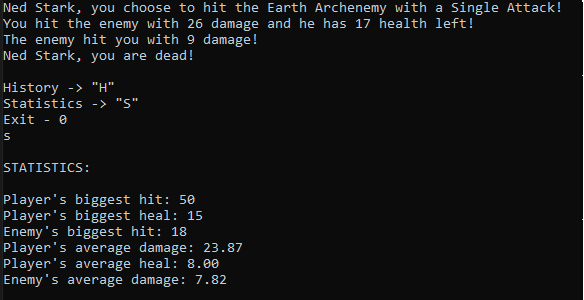 Ned Stark, you choose to hit the Earth Archenemy with a Single Attack!
You hit the enemy with 26 damage and he has 17 health left!
The enemy hit you with 9 damage!
Ned Stark, you are dead!
History -> "H"
Statistics -> "S"
Exit - 0
s
STATISTICS:
Player's biggest hit: 50
Player's biggest heal: 15
Enemy's biggest hit: 18
Player's average damage: 23.87
Player's average heal: 8.00
Enemy's average damage: 7.82